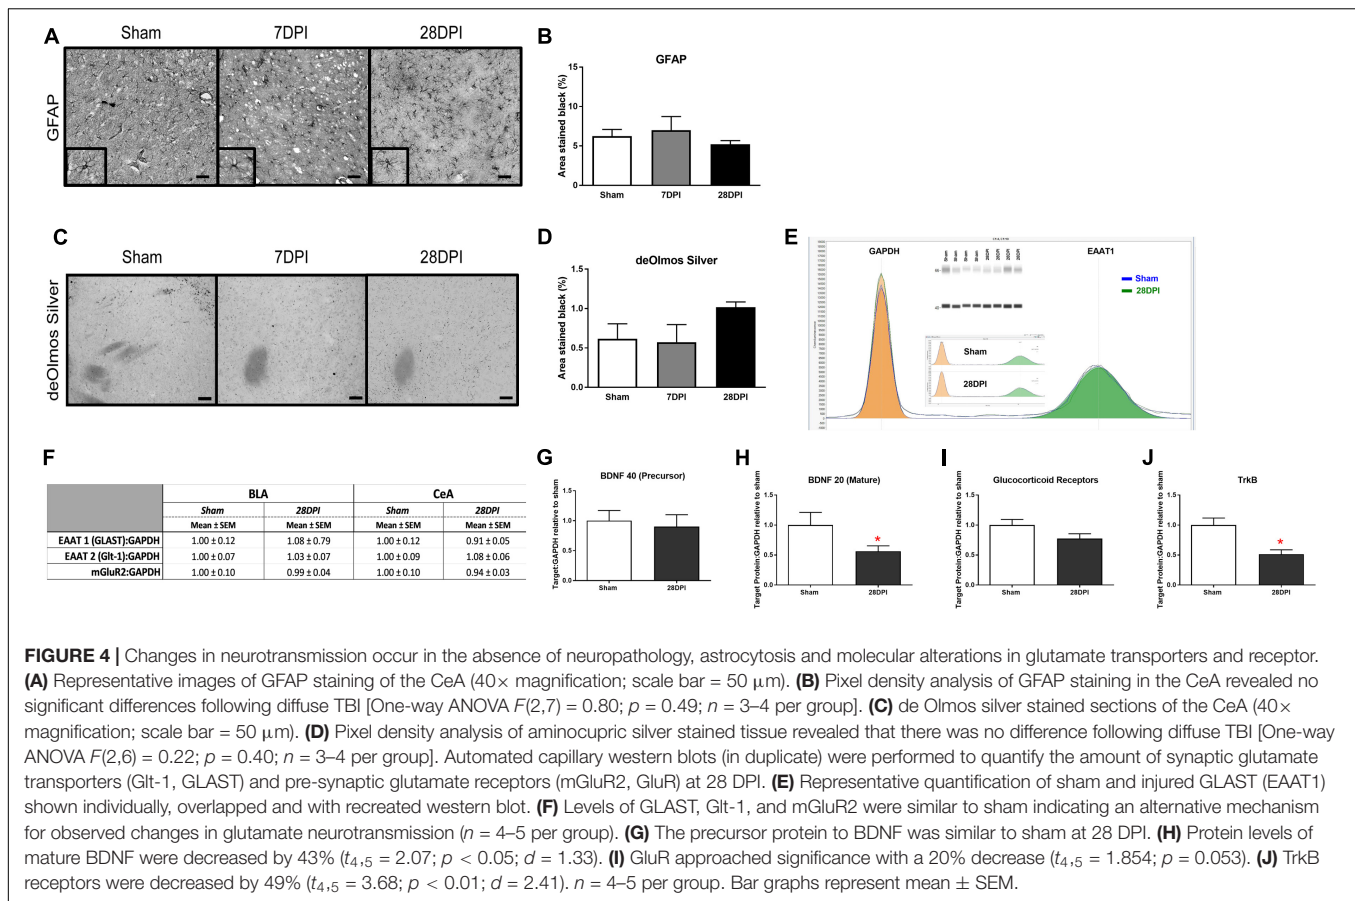 A
Sham
7DPI
28DPI
GFAP
B
GFAP
Area stained black (%)
15
10
5
0
Sham
7DPI
28DPI
C
Sham
7DPI
28DPI
deOlmos Silver
D
deOlmos Silver
Area stained black (%)
1.5
1.0
0.5
0.0
Sham
7DPI
28DPI
E
GAPDH
EAAT1
Sham
28DPI
Sham
Sham
Sham
Sham
28DPI
28DPI
28DPI
28DPI
Sham
28DPI
F
BLA
CeA
Sham
28DPI
Sham
28DPI
Mean ± SEM
Mean ± SEM
Mean ± SEM
Mean ± SEM
EAAT 1 (GLAST):GAPDH
1.00 ± 0.12
1.08 ± 0.79
1.00 ± 0.12
0.91 ± 0.05
EAAT 2 (Glt-1):GAPDH
1.00 ± 0.07
1.03 ± 0.07
1.00 ± 0.09
1.08 ± 0.06
mGluR2:GAPDH
1.00 ± 0.10
0.99 ± 0.04
1.00 ± 0.10
0.94 ± 0.03
G
BDNF 40 (Precursor)
Target:GAPDH relative to sham
1.5
1.0
0.5
0.0
Sham
28DPI
H
BDNF 20 (Mature)
Target Protein:GAPDH relative to sham
1.5
1.0
0.5
0.0
*
Sham
28DPI
I
Glucocorticoid Receptors
Target Protein:GAPDH relative to sham
1.5
1.0
0.5
0.0
Sham
28DPI
J
TrkB
Target Protein:GAPDH relative to sham
1.5
1.0
0.5
0.0
*
Sham
28DPI
FIGURE 4 | Changes in neurotransmission occur in the absence of neuropathology, astrocytosis and molecular alterations in glutamate transporters and receptor.
(A) Representative images of GFAP staining of the CeA (40× magnification; scale bar = 50 μm). (B) Pixel density analysis of GFAP staining in the CeA revealed no
significant differences following diffuse TBI [One-way ANOVA F(2,7) = 0.80; p = 0.49; n = 3–4 per group]. (C) de Olmos silver stained sections of the CeA (40×
magnification; scale bar = 50 μm). (D) Pixel density analysis of aminocupric silver stained tissue revealed that there was no difference following diffuse TBI [One-way
ANOVA F(2,6) = 0.22; p = 0.40; n = 3–4 per group]. Automated capillary western blots (in duplicate) were performed to quantify the amount of synaptic glutamate
transporters (Glt-1, GLAST) and pre-synaptic glutamate receptors (mGluR2, GluR) at 28 DPI. (E) Representative quantification of sham and injured GLAST (EAAT1)
shown individually, overlapped and with recreated western blot. (F) Levels of GLAST, Glt-1, and mGluR2 were similar to sham indicating an alternative mechanism
for observed changes in glutamate neurotransmission (n = 4–5 per group). (G) The precursor protein to BDNF was similar to sham at 28 DPI. (H) Protein levels of
mature BDNF were decreased by 43% (t4,5 = 2.07; p < 0.05; d = 1.33). (I) GluR approached significance with a 20% decrease (t4,5 = 1.854; p = 0.053). (J) TrkB
receptors were decreased by 49% (t4,5 = 3.68; p < 0.01; d = 2.41). n = 4–5 per group. Bar graphs represent mean ± SEM.